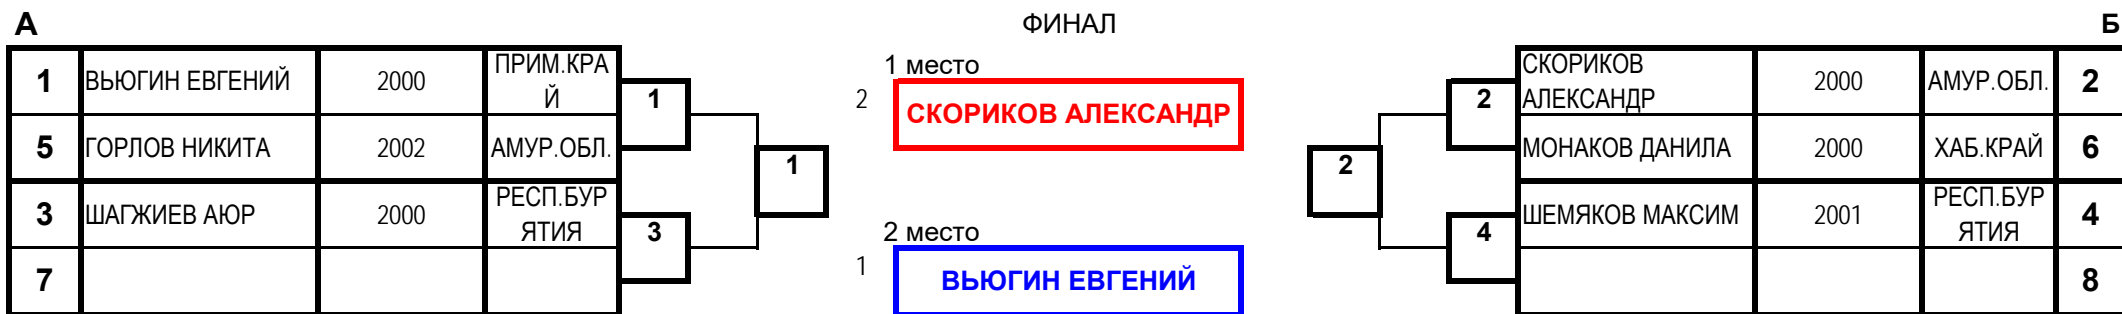 А ФИНАЛ Б
1 ВЬЮГИН ЕВГЕНИЙ 2000 ПРИМ.КРА
Й
5 ГОРЛОВ НИКИТА 2002 АМУР.ОБЛ.
3 ШАГЖИЕВ АЮР 2000 РЕСП.БУР
ЯТИЯ
7
1
3
1
1 место
2 СКОРИКОВ АЛЕКСАНДР
2 место
1 ВЬЮГИН ЕВГЕНИЙ
2
2
4
СКОРИКОВ
АЛЕКСАНДР 2000 АМУР.ОБЛ. 2
МОНАКОВ ДАНИЛА 2000 ХАБ.КРАЙ 6
ШЕМЯКОВ МАКСИМ 2001 РЕСП.БУР
ЯТИЯ 4
8